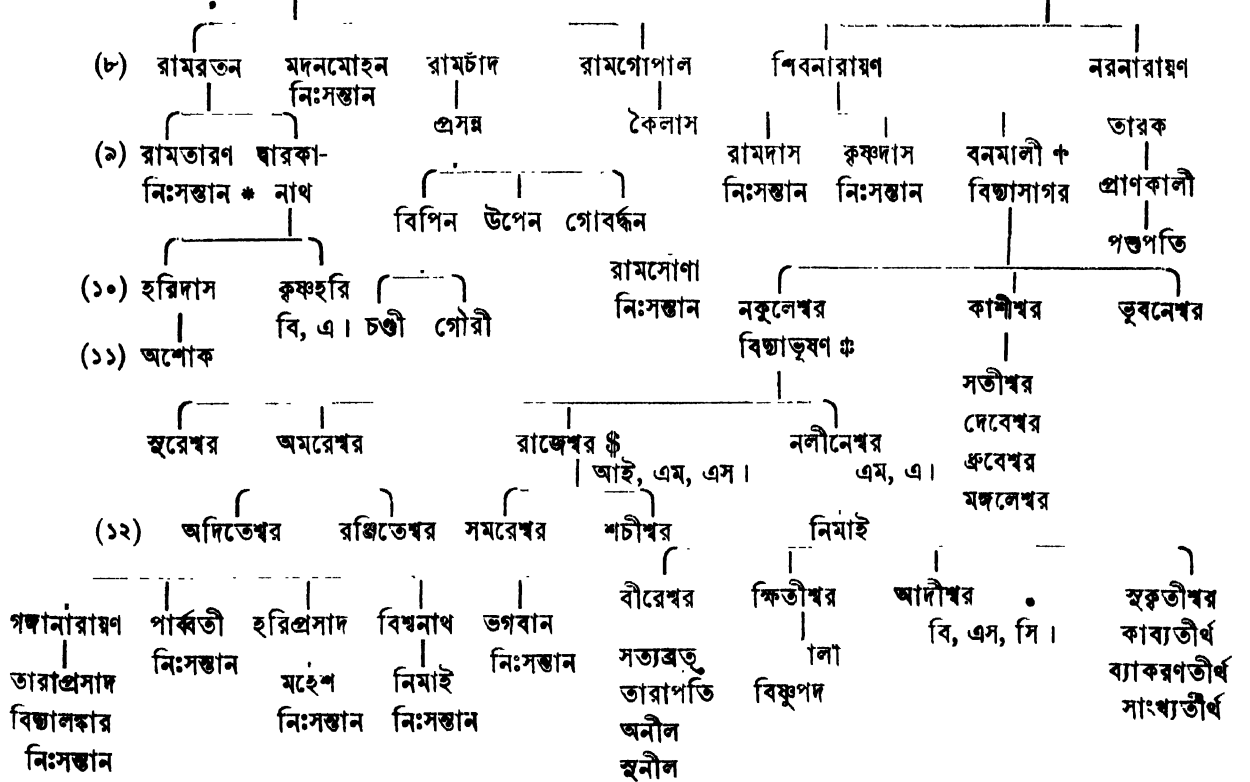 (৮) রামরতন মদনমোহন রামচাঁদ রামগোপাল শিবনারায়ণ নরনারায়ণ
নিঃসন্তান
প্রসন্ন কৈলাস তারক
(৯) রামতারণ দ্বারকা- রামদাস কৃষ্ণদাস বনমালী +
নিঃসন্তান * নাথ নিঃসন্তান নিঃসন্তান বিদ্যাসাগর প্রাণকালী
বিপিন উপেন গোবর্দ্ধন
পশুপতি
রামসোণা
(১০) হরিদাস কৃষ্ণহরি নিঃসন্তান নকুলেশ্বর কাশীশ্বর ভূবনেশ্বর
বি, এ। চণ্ডী গৌরী
(১১) অশোক বিদ্যাভূষণ ‡
সতীশ্বর
দেবেশ্বর
সুরেশ্বর অমরেশ্বর রাজেশ্বর $ নলীনেশ্বর
ধ্রুবেশ্বর
আই, এম, এস। এম, এ।
মঙ্গলেশ্বর
(১২) অদিতেশ্বর রঞ্জিতেশ্বর সমরেশ্বর শচীশ্বর নিমাই
বীরেশ্বর ক্ষিতীশ্বর আদীশ্বর সুকৃতীশ্বর
গঙ্গানারায়ণ পার্ব্বতী হরিপ্রসাদ বিশ্বনাথ ভগবান বি, এস, সি। কাব্যতীর্থ
নিঃসন্তান নিঃসন্তান সত্যব্রত ব্যাকরণতীর্থ
তারাপ্রসাদ মহেশ নিমাই তারাপতি বিষ্ণুপদ
সাংখ্যতীর্থ
বিদ্যালঙ্কার নিঃসন্তান নিঃসন্তান অনীল
নিঃসন্তান সুনীল